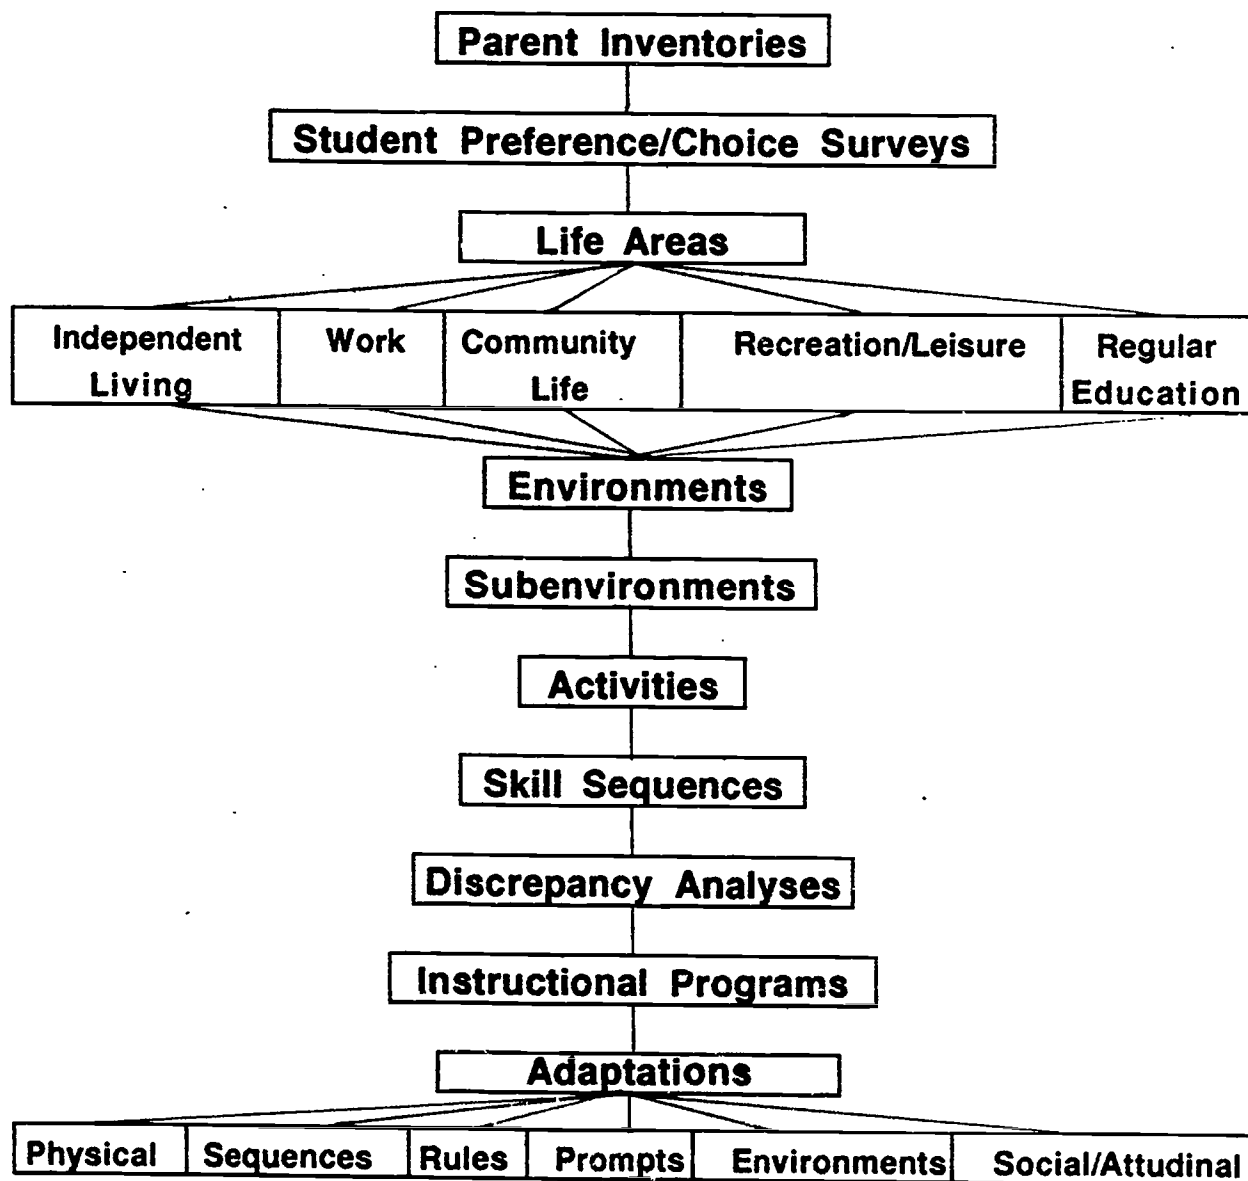 Parent Inventories
Student Preference/Choice Surveys
Life Areas
Independent
Living
Work
Community
Life
Recreation/Leisure
Regular
Education
Environments
Subenvironments
Activities
Skill Sequences
Discrepancy Analyses
Instructional Programs
Adaptations
Physical
Sequences
Rules
Prompts
Environments
Social/Attudinal